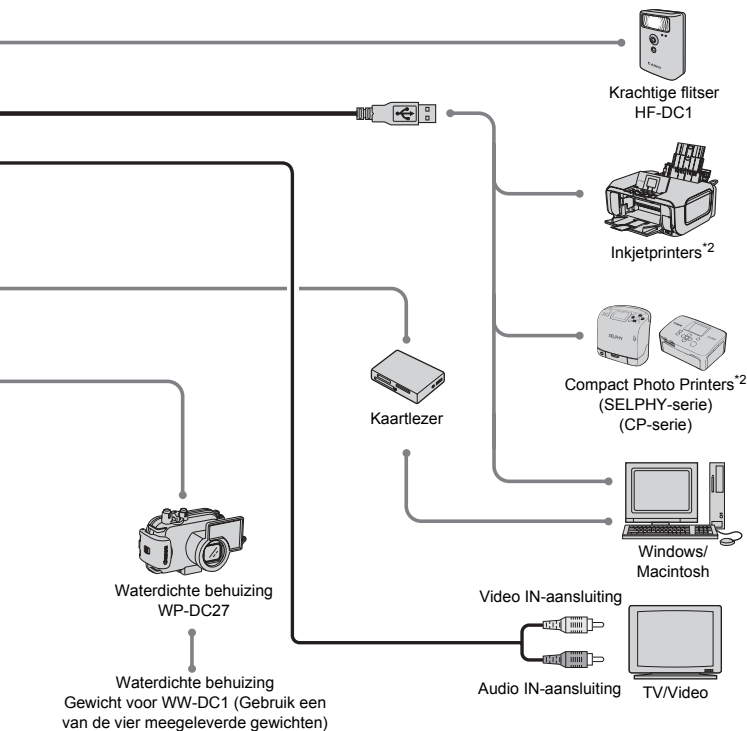 Canon
Krachtige flitser
HF-DC1
Inkjetprinters*2
SELPHY
Compact Photo Printers*2
(SELPHY-serie)
(CP-serie)
Kaartlezer
Windows/
Macintosh
Waterdichte behuizing
WP-DC27
Video IN-aansluiting
Audio IN-aansluiting
TV/Video
Waterdichte behuizing
Gewicht voor WW-DC1 (Gebruik een
van de vier meegeleverde gewichten)